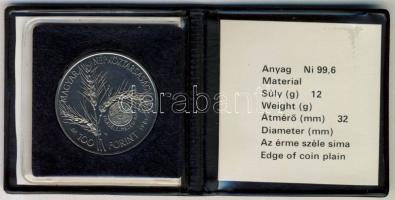 MAGYAR NÉPKÖZTÁRSASÁG
100 FORINT
Anyag Ni 99,6
Material
Súly (g) 12
Weight (g)
Átmérő (mm) 32
Diameter (mm)
Az érme széle sima
Edge of coin plain
darabanth